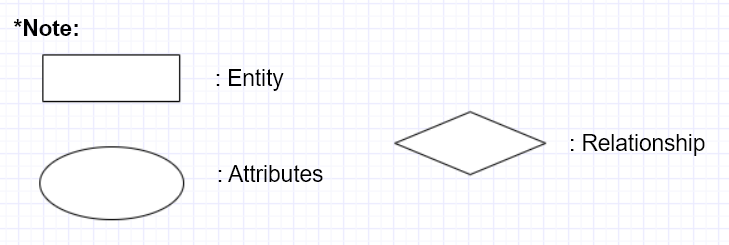 *Note:
: Entity
: Relationship
: Attributes